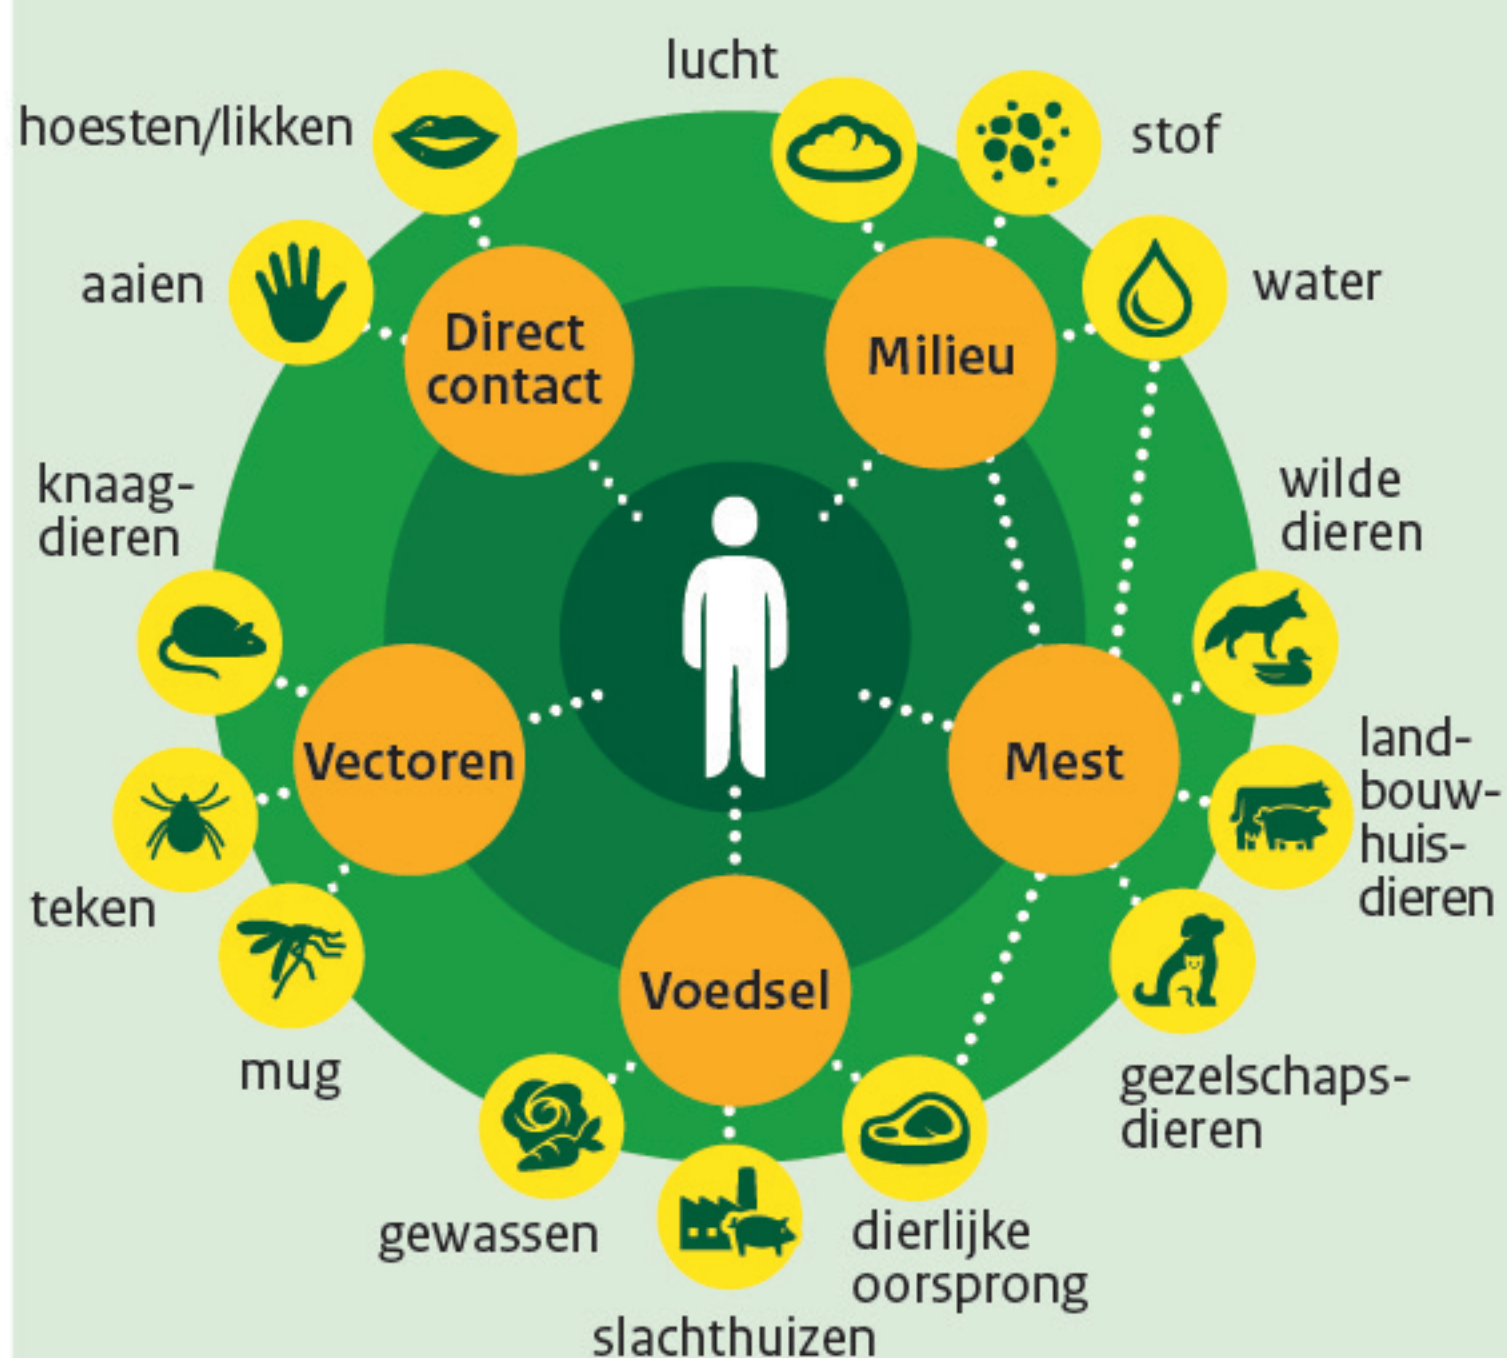 lucht
hoesten/likken
stof
aaien
water
Direct
contact
Milieu
knaag-
dieren
wilde
dieren
Vectoren
Mest
land-
bouw-
huis-
dieren
teken
Voedsel
mug
gezelschaps-
dieren
gewassen
dierlijke
oorsprong
slachthuizen